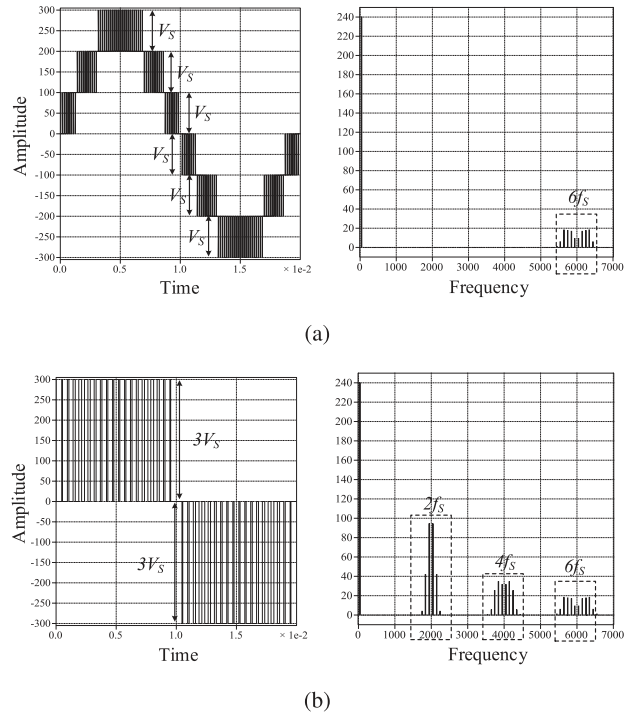 300
250
200
150
100
50
0
-50
-100
-150
-200
-250
-300
Amplitude
V_S
V_S
V_S
V_S
V_S
V_S
0.0 0.5 1.0 1.5 × 1e-2
Time
240
220
200
180
160
140
120
100
80
60
40
20
0
6f_S
0 1000 2000 3000 4000 5000 6000 7000
Frequency
(a)
300
250
200
150
100
50
0
-50
-100
-150
-200
-250
-300
Amplitude
3V_S
3V_S
0.0 0.5 1.0 1.5 × 1e-2
Time
240
220
200
180
160
140
120
100
80
60
40
20
0
2f_S
4f_S
6f_S
0 1000 2000 3000 4000 5000 6000 7000
Frequency
(b)